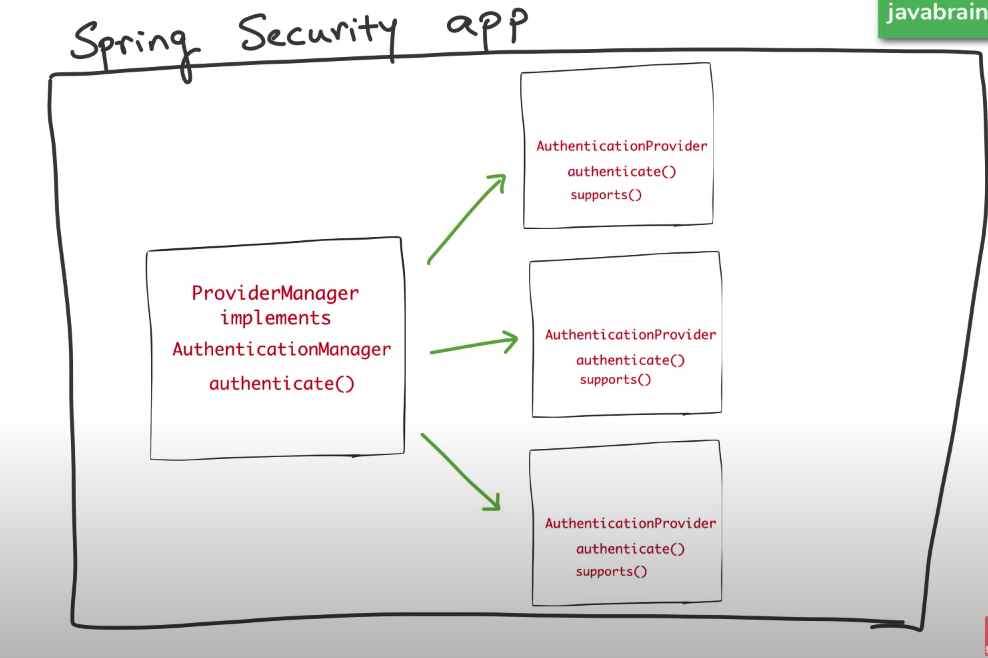 Spring Security app
javabrain
ProviderManager
implements
AuthenticationManager
authenticate()
AuthenticationProvider
authenticate()
supports()
AuthenticationProvider
authenticate()
supports()
AuthenticationProvider
authenticate()
supports()